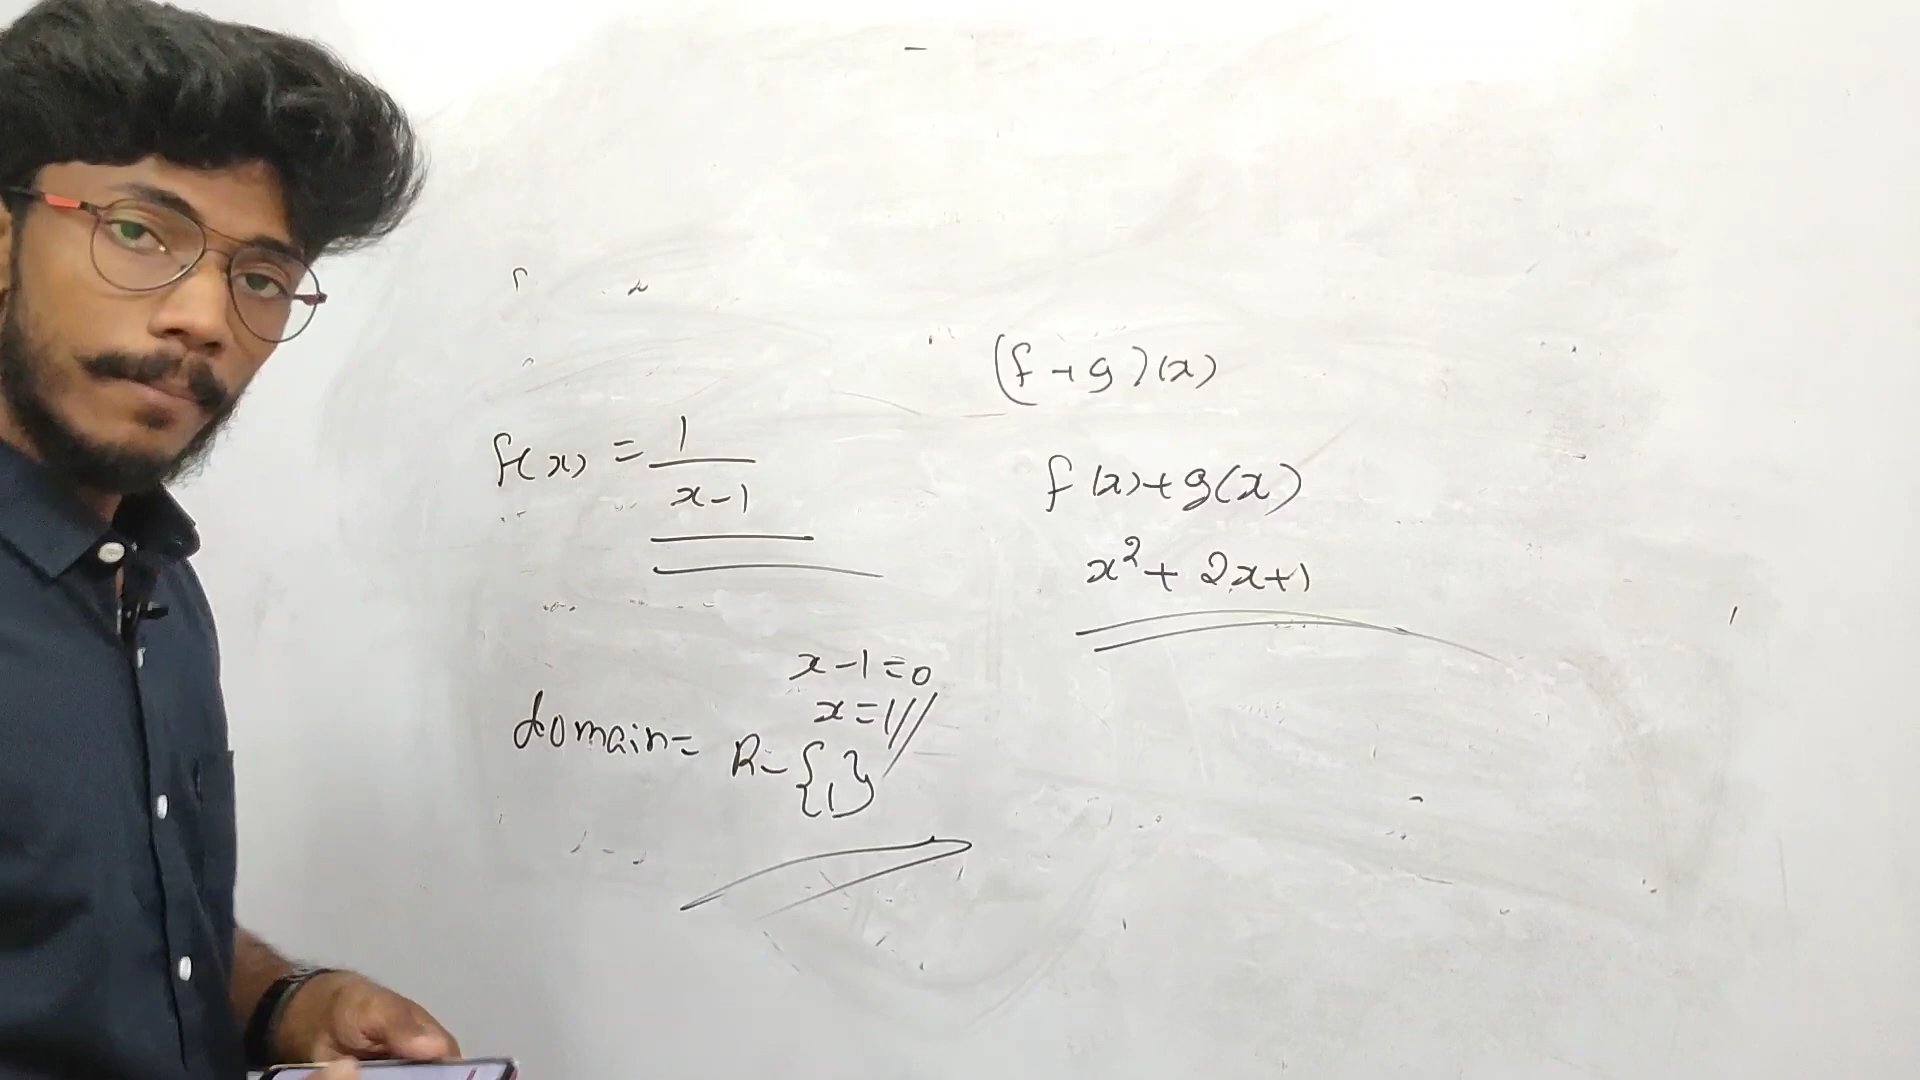 f(x) = 1
x-1
x-1=0
x=1//
domain= R-{1}
(f+g)(x)
f(x)+g(x)
x²+2x+1